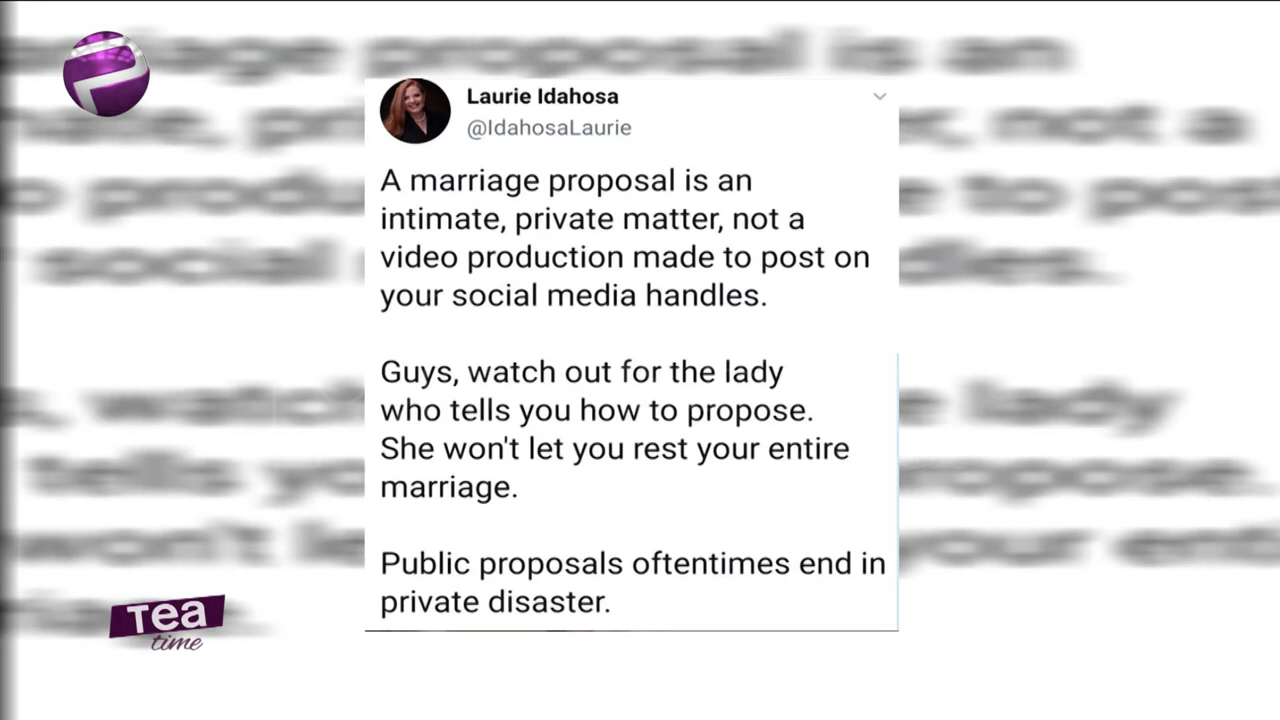 Laurie Idahosa
@IdahosaLaurie
A marriage proposal is an
intimate, private matter, not a
video production made to post on
your social media handles.
Guys, watch out for the lady
who tells you how to propose.
She won't let you rest your entire
marriage.
Public proposals oftentimes end in
private disaster.
Tea
time